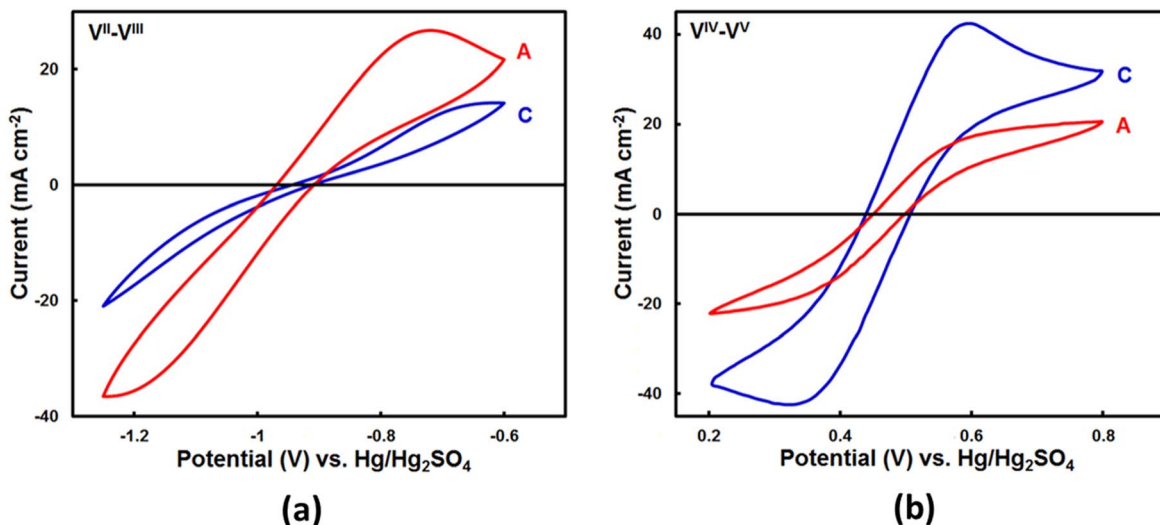 V^II-V^III
A
C
20
0
-20
-40
-1.2 -1 -0.8 -0.6
Current (mA cm⁻²)
Potential (V) vs. Hg/Hg₂SO₄
(a)
V^IV-V^V
C
A
40
20
0
-20
-40
0.2 0.4 0.6 0.8
Current (mA cm⁻²)
Potential (V) vs. Hg/Hg₂SO₄
(b)